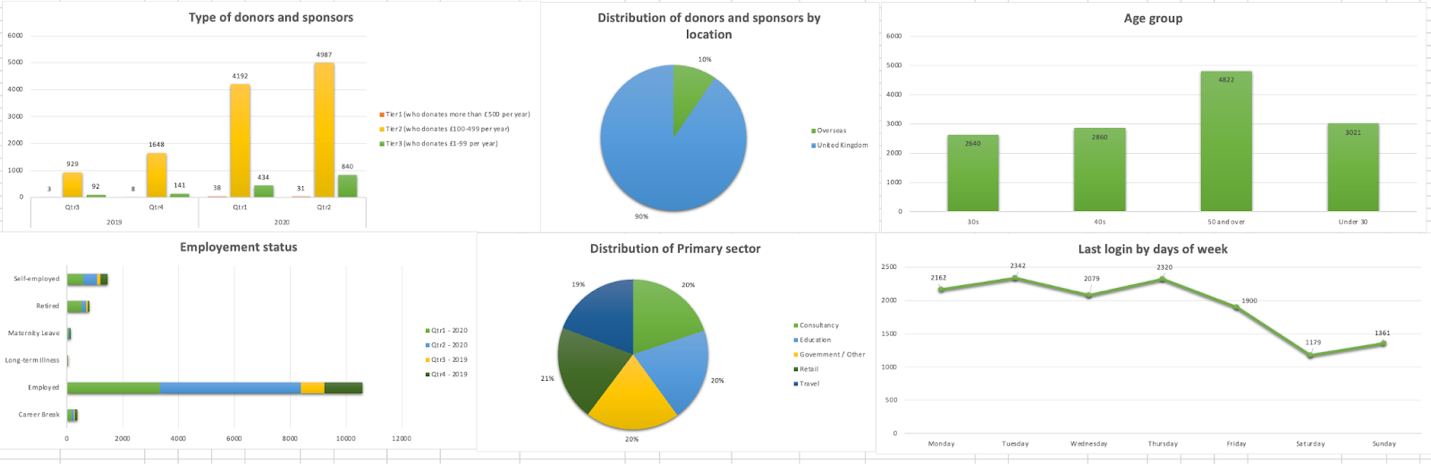 Type of donors and sponsors
6000
5000
4000
3000
2000
1000
0
3
929
92
8
1648
141
38
4192
434
31
4987
840
Qtr3
Qtr4
Qtr1
Qtr2
2019
2020
Tier1 (who donates more than £500 per year)
Tier2 (who donates £100-499 per year)
Tier3 (who donates £1-99 per year)
Distribution of donors and sponsors by
location
10%
90%
Overseas
United Kingdom
Age group
6000
5000
4000
3000
2000
1000
0
2640
2860
4822
3021
30s
40s
50 and over
Under 30
Employement status
Self-employed
Retired
Maternity Leave
Long-term Illness
Employed
Career Break
0
2000
4000
6000
8000
10000
12000
Qtr1 - 2020
Qtr2 - 2020
Qtr3 - 2019
Qtr4 - 2019
Distribution of Primary sector
19%
20%
21%
20%
20%
Consultancy
Education
Government / Other
Retail
Travel
Last login by days of week
2500
2000
1500
1000
500
0
2162
2342
2079
2320
1900
1179
1361
Monday
Tuesday
Wednesday
Thursday
Friday
Saturday
Sunday